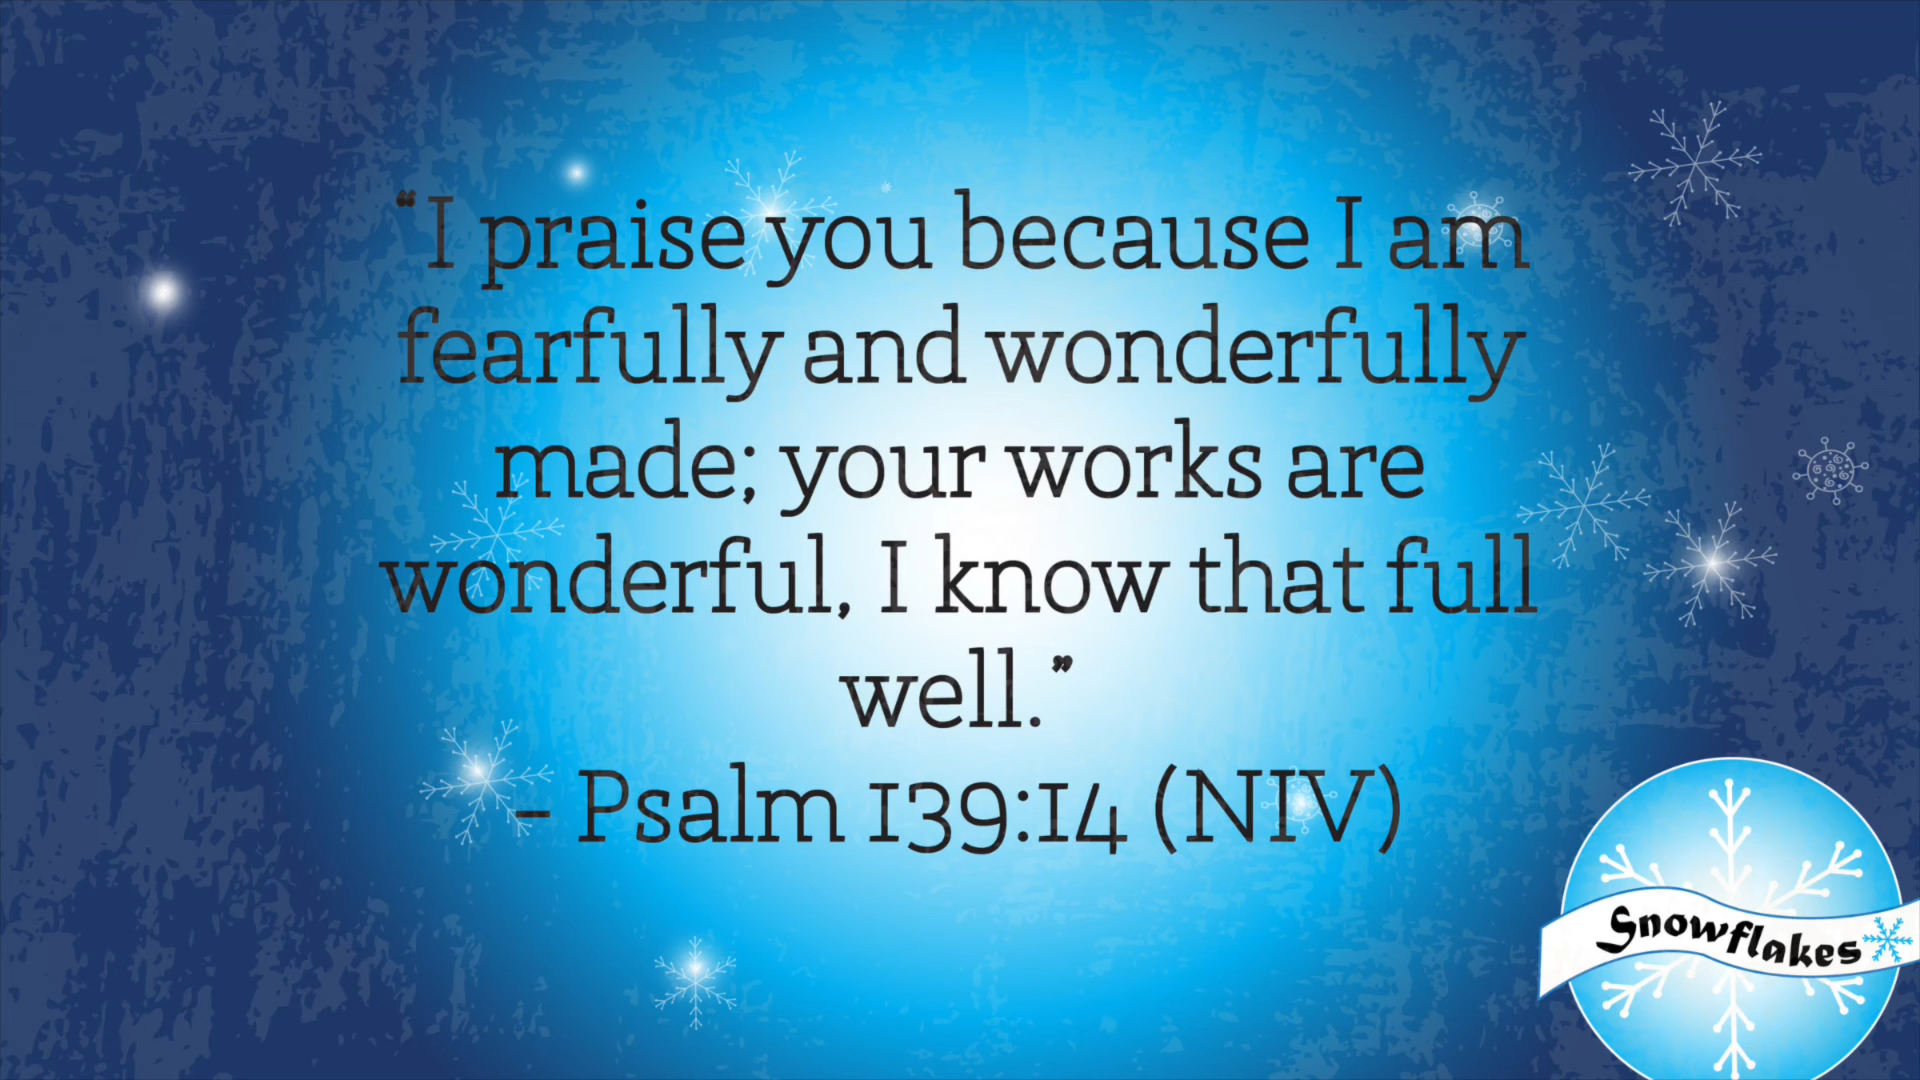 “I praise you because I am
fearfully and wonderfully
made; your works are
wonderful, I know that full
well.”
- Psalm 139:14 (NIV)
Snowflakes